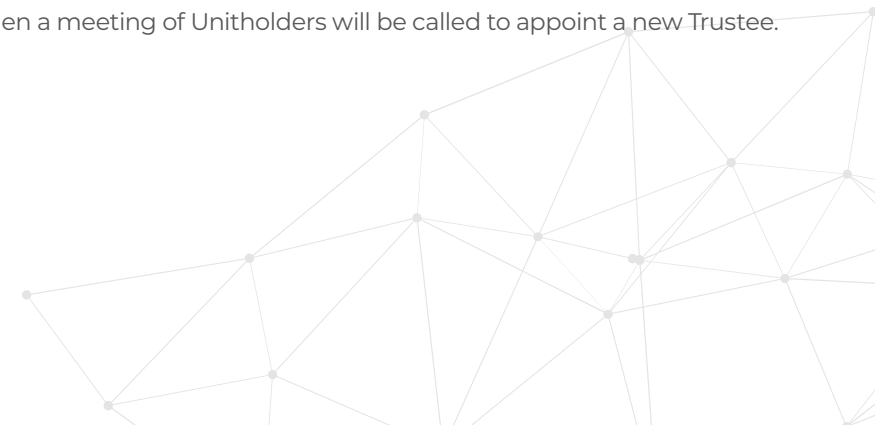 en a meeting of Unitholders will be called to appoint a new Trustee.